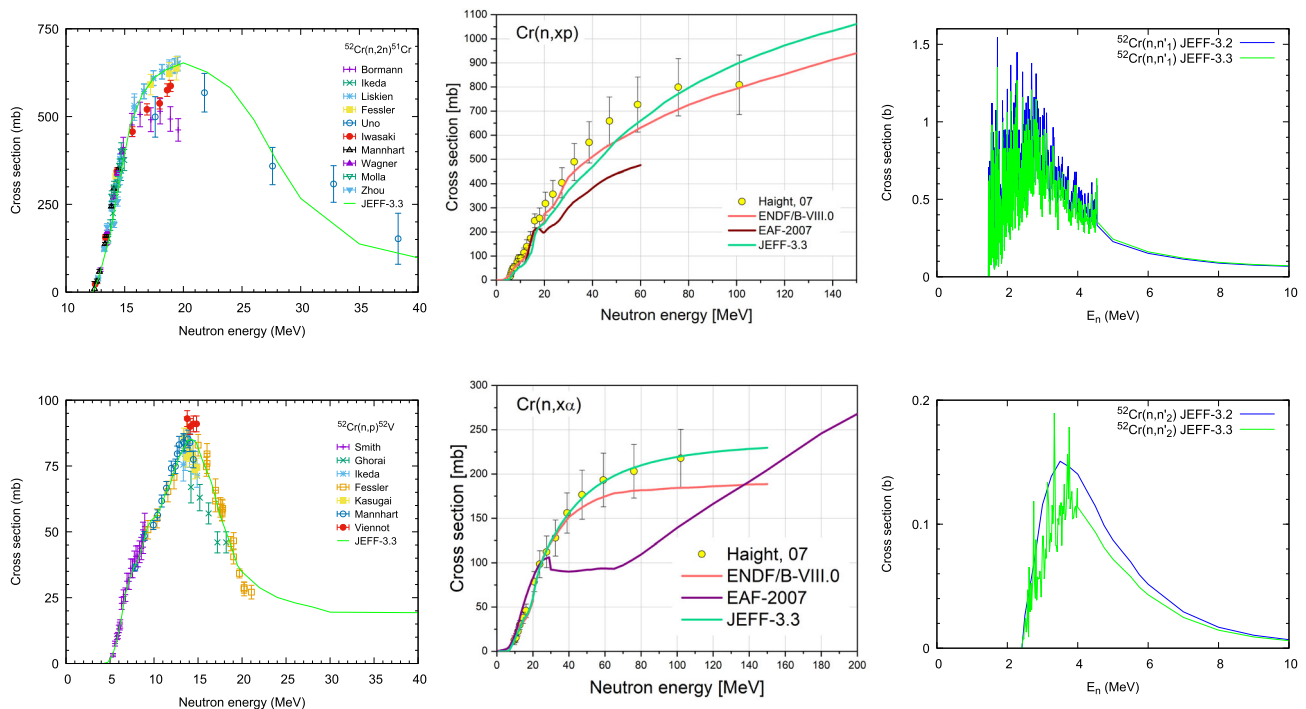 750
500
250
0
10
15
20
25
30
35
40
Cross section (mb)
Neutron energy (MeV)
⁵²Cr(n,2n)⁵¹Cr
Bormann
Ikeda
Liskien
Fessler
Uno
Iwasaki
Mannhart
Wagner
Molla
Zhou
JEFF-3.3
1100
1000
900
800
700
600
500
400
300
200
100
0
0
20
40
60
80
100
120
140
Cross section [mb]
Neutron energy [MeV]
Cr(n,xp)
Haight, 07
ENDF/B-VIII.0
EAF-2007
JEFF-3.3
1.5
1
0.5
0
0
2
4
6
8
10
Cross section (b)
Eₙ (MeV)
⁵²Cr(n,n'₁) JEFF-3.2
⁵²Cr(n,n'₁) JEFF-3.3
100
75
50
25
0
0
5
10
15
20
25
30
35
40
Cross section (mb)
Neutron energy (MeV)
⁵²Cr(n,p)⁵²V
Smith
Ghorai
Ikeda
Fessler
Kasugai
Mannhart
Viennot
JEFF-3.3
300
250
200
150
100
50
0
0
20
40
60
80
100
120
140
160
180
200
Cross section [mb]
Neutron energy [MeV]
Cr(n,xα)
Haight, 07
ENDF/B-VIII.0
EAF-2007
JEFF-3.3
0.2
0.1
0
0
2
4
6
8
10
Cross section (b)
Eₙ (MeV)
⁵²Cr(n,n'₂) JEFF-3.2
⁵²Cr(n,n'₂) JEFF-3.3